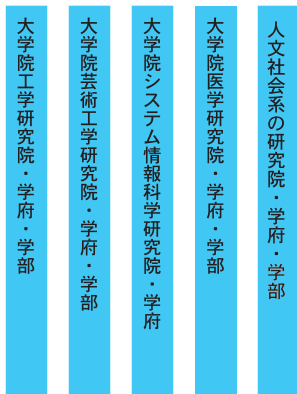 人文社会系の研究院・学府・学部
大学院医学研究院・学府・学部
大学院システム情報科学研究院・学府
大学院芸術工学研究院・学府・学部
大学院工学研究院・学府・学部